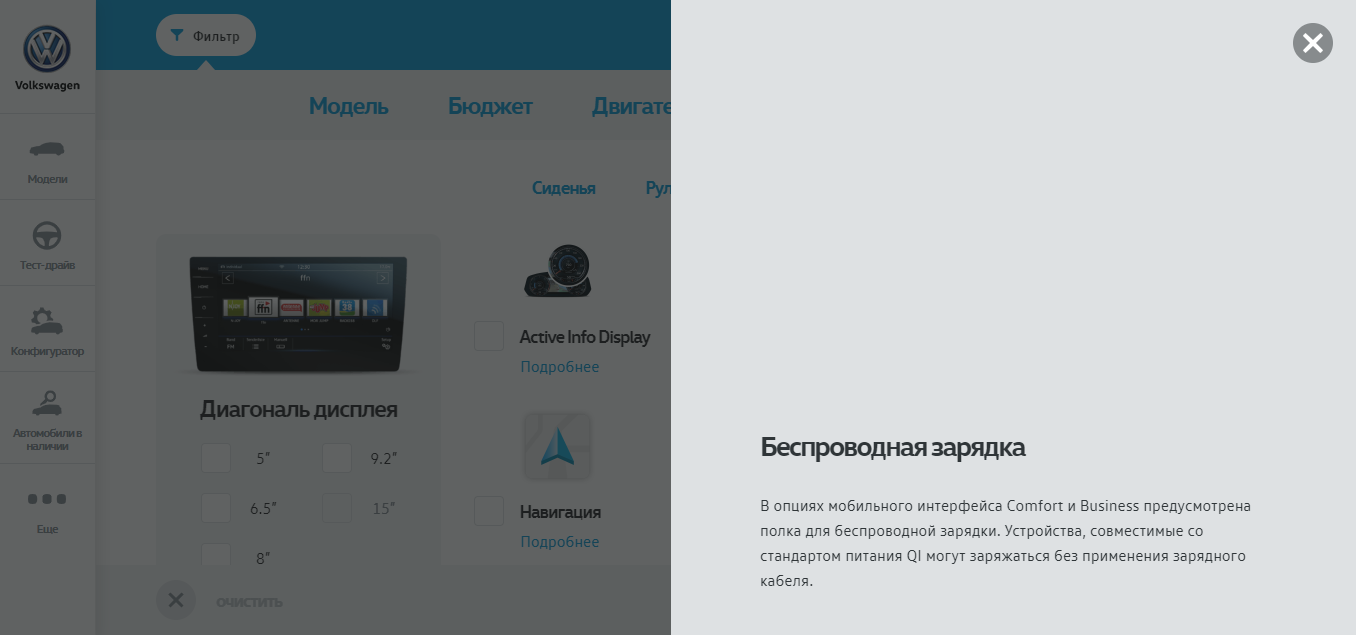 Volkswagen
Модели
Тест-драйв
Конфигуратор
Автомобили в
наличии
Еще
Фильтр
Модель Бюджет Двигате
Сиденья Рул
ffn
Диагональ дисплея
5" 9.2"
6.5" 15"
8"
Active Info Display
Подробнее
Навигация
Подробнее
ОЧИСТИТЬ
Беспроводная зарядка
В опциях мобильного интерфейса Comfort и Business предусмотрена
полка для беспроводной зарядки. Устройства, совместимые со
стандартом питания QI могут заряжаться без применения зарядного
кабеля.